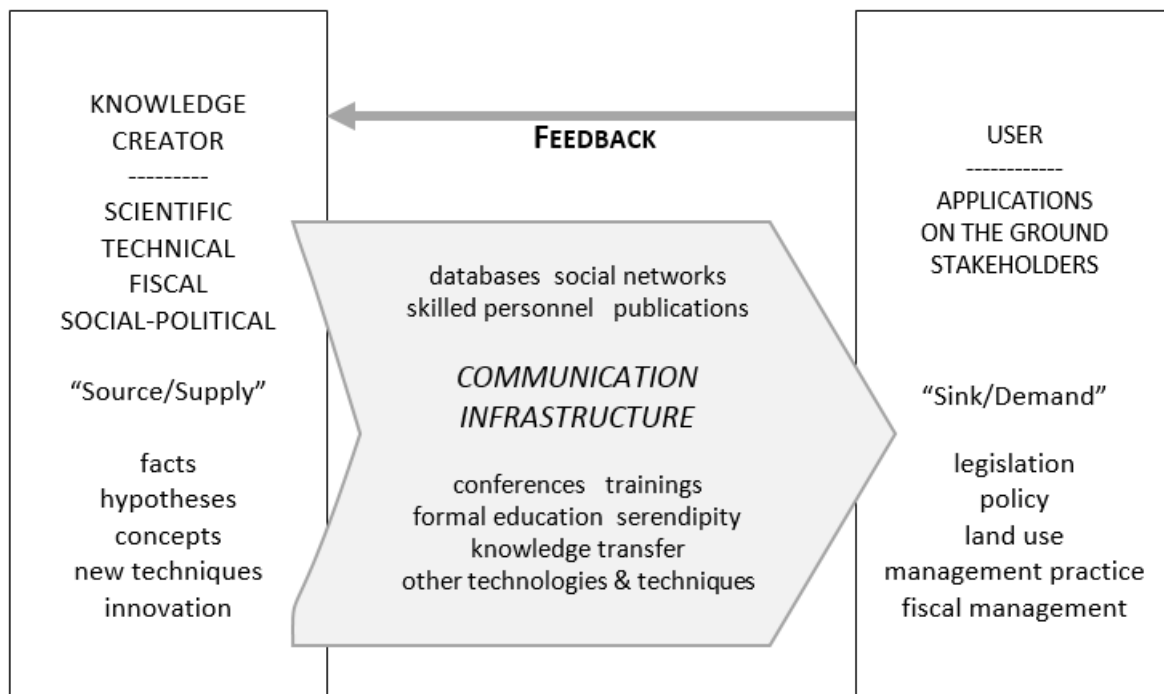 KNOWLEDGE
CREATOR
---------
SCIENTIFIC
TECHNICAL
FISCAL
SOCIAL-POLITICAL
“Source/Supply”
facts
hypotheses
concepts
new techniques
innovation
FEEDBACK
databases social networks
skilled personnel publications
COMMUNICATION
INFRASTRUCTURE
conferences trainings
formal education serendipity
knowledge transfer
other technologies & techniques
USER
------------
APPLICATIONS
ON THE GROUND
STAKEHOLDERS
“Sink/Demand”
legislation
policy
land use
management practice
fiscal management